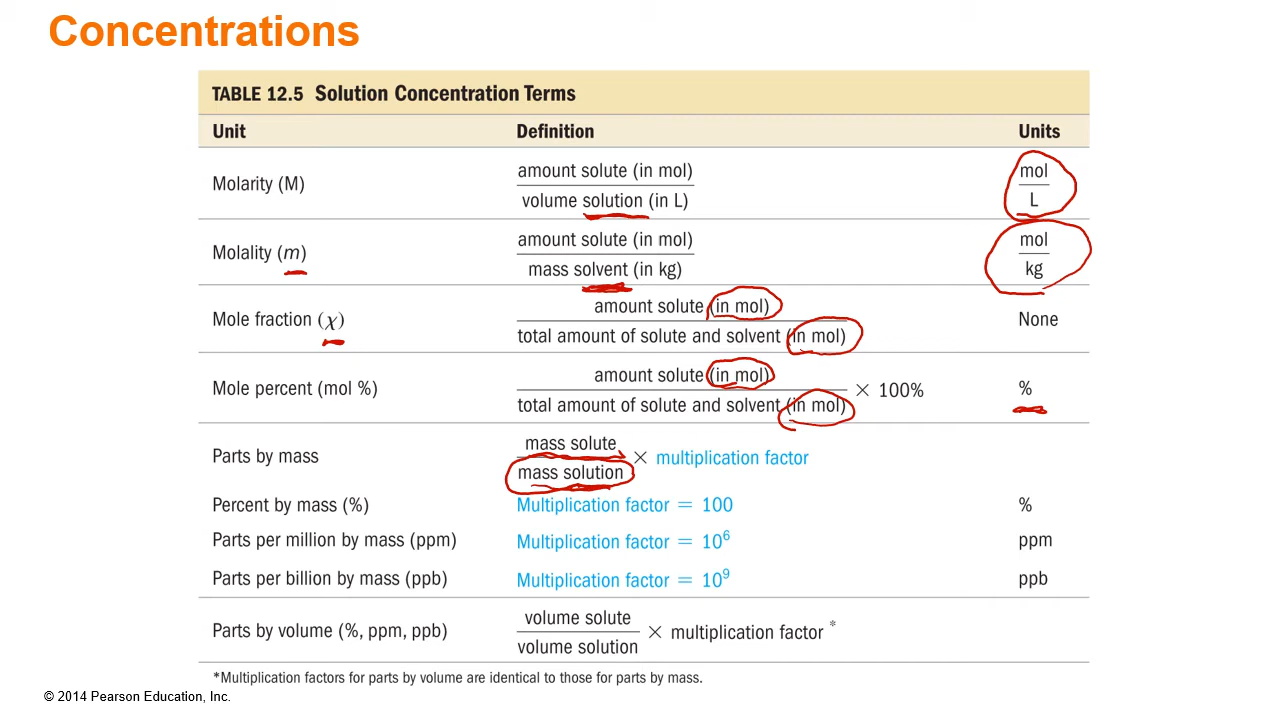 Concentrations
TABLE 12.5 Solution Concentration Terms
Unit Definition Units
Molarity (M) amount solute (in mol) mol
volume solution (in L) L
Molality (m) amount solute (in mol) mol
mass solvent (in kg) kg
Mole fraction (χ) amount solute (in mol) None
total amount of solute and solvent (in mol)
Mole percent (mol %) amount solute (in mol) × 100% %
total amount of solute and solvent (in mol)
Parts by mass mass solute × multiplication factor
mass solution
Percent by mass (%) Multiplication factor = 100 %
Parts per million by mass (ppm) Multiplication factor = 10⁶ ppm
Parts per billion by mass (ppb) Multiplication factor = 10⁹ ppb
Parts by volume (%, ppm, ppb) volume solute × multiplication factor *
volume solution
*Multiplication factors for parts by volume are identical to those for parts by mass.
© 2014 Pearson Education, Inc.